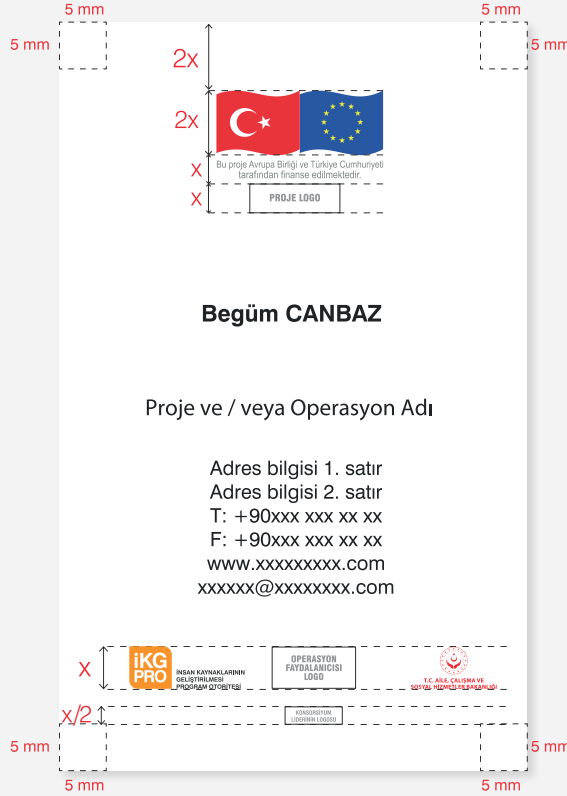 5 mm
5 mm
5 mm
5 mm
2x
2x
x
Bu proje Avrupa Birliği ve Türkiye Cumhuriyeti
tarafından finanse edilmektedir.
x
PROJE LOGO
Begüm CANBAZ
Proje ve / veya Operasyon Adı
Adres bilgisi 1. satır
Adres bilgisi 2. satır
T: +90xxx xxx xx xx
F: +90xxx xxx xx xx
www.xxxxxxxxx.com
xxxxxx@xxxxxxxx.com
x
iKG
PRO
İNSAN KAYNAKLARININ
GELİŞTİRİLMESİ
PROGRAM OTORİTESİ
OPERASYON
FAYDALANICISI
LOGO
T.C. AİLE, ÇALIŞMA VE
SOSYAL HİZMETLER BAKANLIĞI
x/2
KONSORSİYUM
LİDERİNİN LOGOSU
5 mm
5 mm
5 mm
5 mm